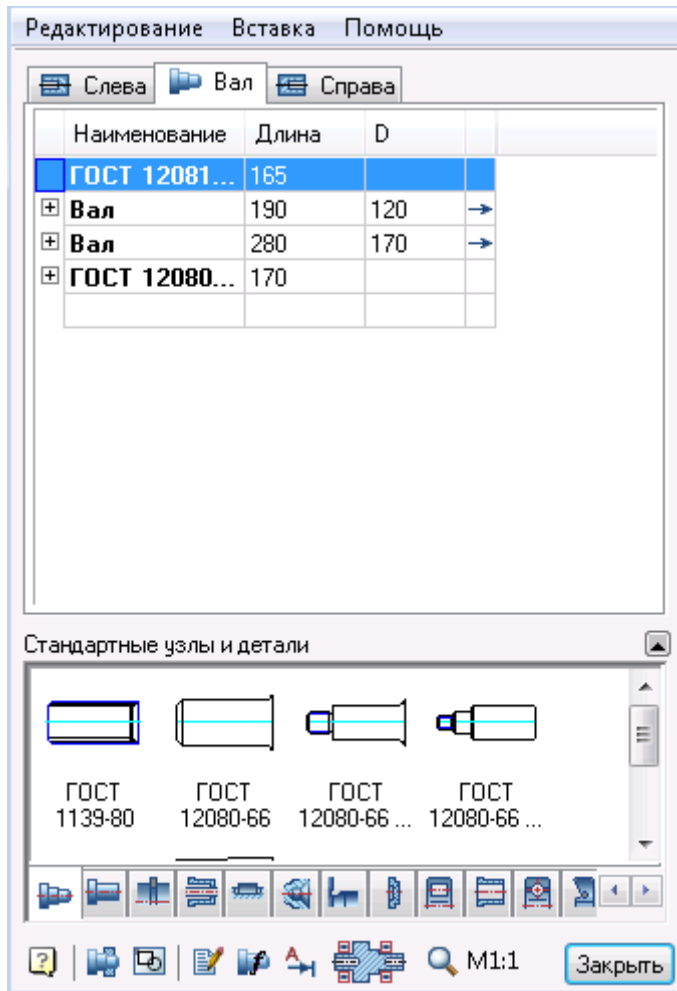 Редактирование Вставка Помощь
Слева Вал Справа
Наименование Длина D
ГОСТ 12081... 165
Вал 190 120
Вал 280 170
ГОСТ 12080... 170
Стандартные узлы и детали
ГОСТ ГОСТ ГОСТ ГОСТ
1139-80 12080-66 12080-66 ... 12080-66 ...
М1:1 Закрыть